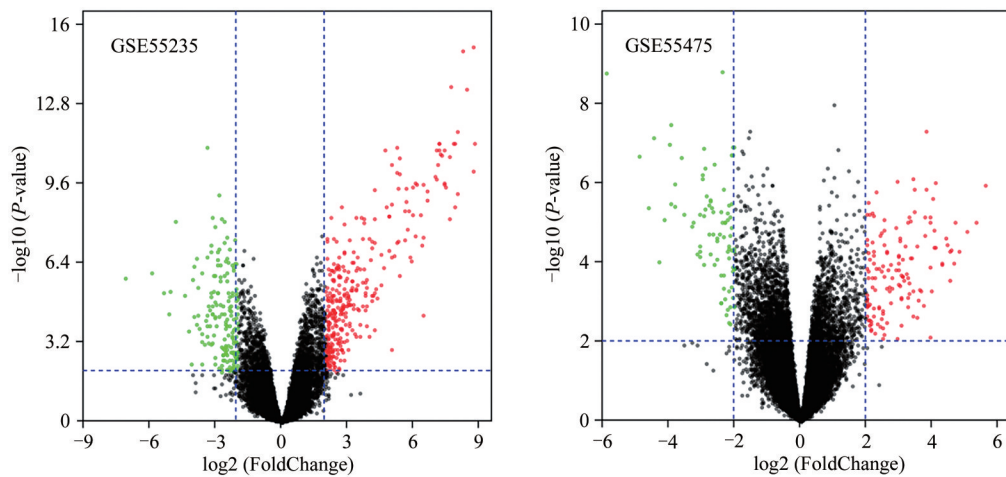 GSE55235
−log10 (P-value)
16
12.8
9.6
6.4
3.2
0
−9 −6 −3 0 3 6 9
log2 (FoldChange)
GSE55475
−log10 (P-value)
10
8
6
4
2
0
−6 −4 −2 0 2 4 6
log2 (FoldChange)